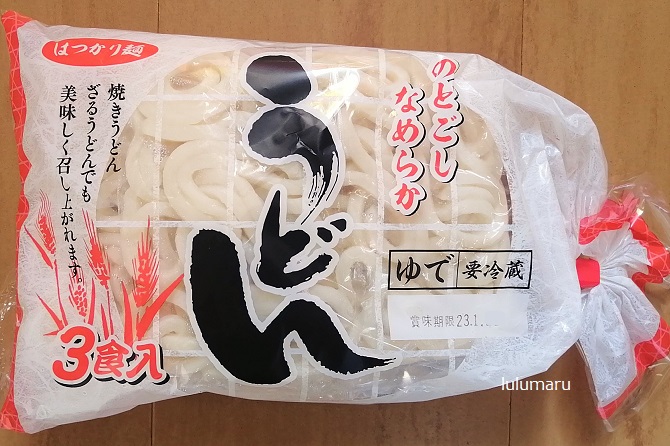 はつかり麺
焼きうどん
ざるうどんでも
美味しく召し上がれます。
うどん
のどごし
なめらか
ゆで
要冷蔵
賞味期限 23.1.
3食入
lulumaru